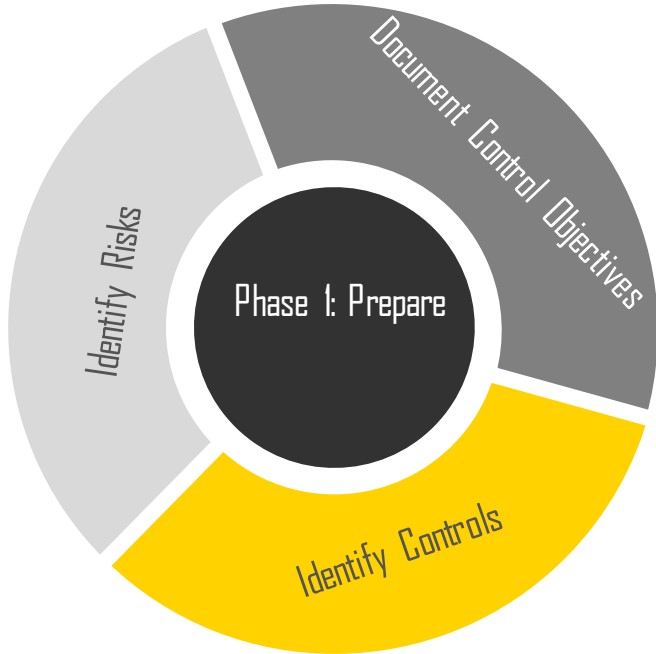 Document Control Objectives
Identify Risks
Phase 1: Prepare
Identify Controls